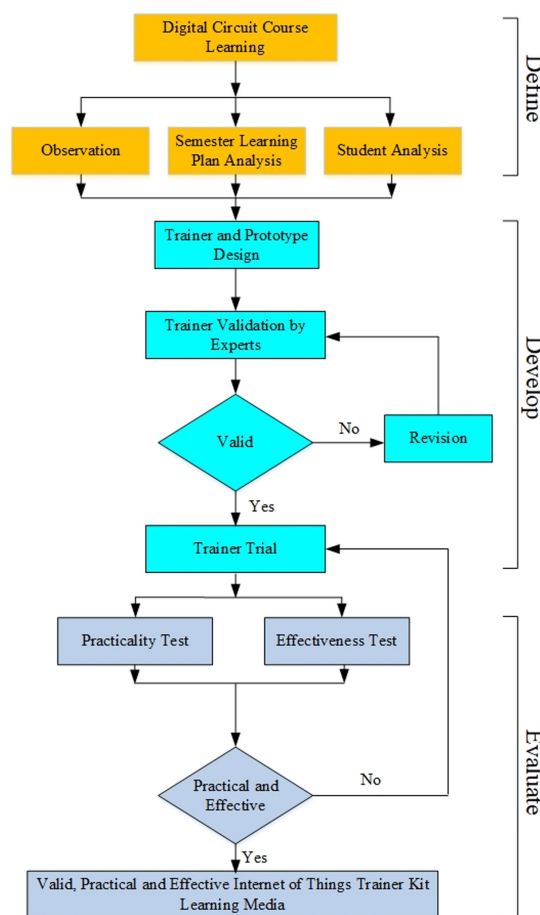 Digital Circuit Course
Learning
Define
Observation
Semester Learning
Plan Analysis
Student Analysis
Trainer and Prototype
Design
Develop
Trainer Validation by
Experts
Valid
No
Revision
Yes
Trainer Trial
Practicality Test
Effectiveness Test
Evaluate
Practical and
Effective
No
Yes
Valid, Practical and Effective Internet of Things Trainer Kit
Learning Media